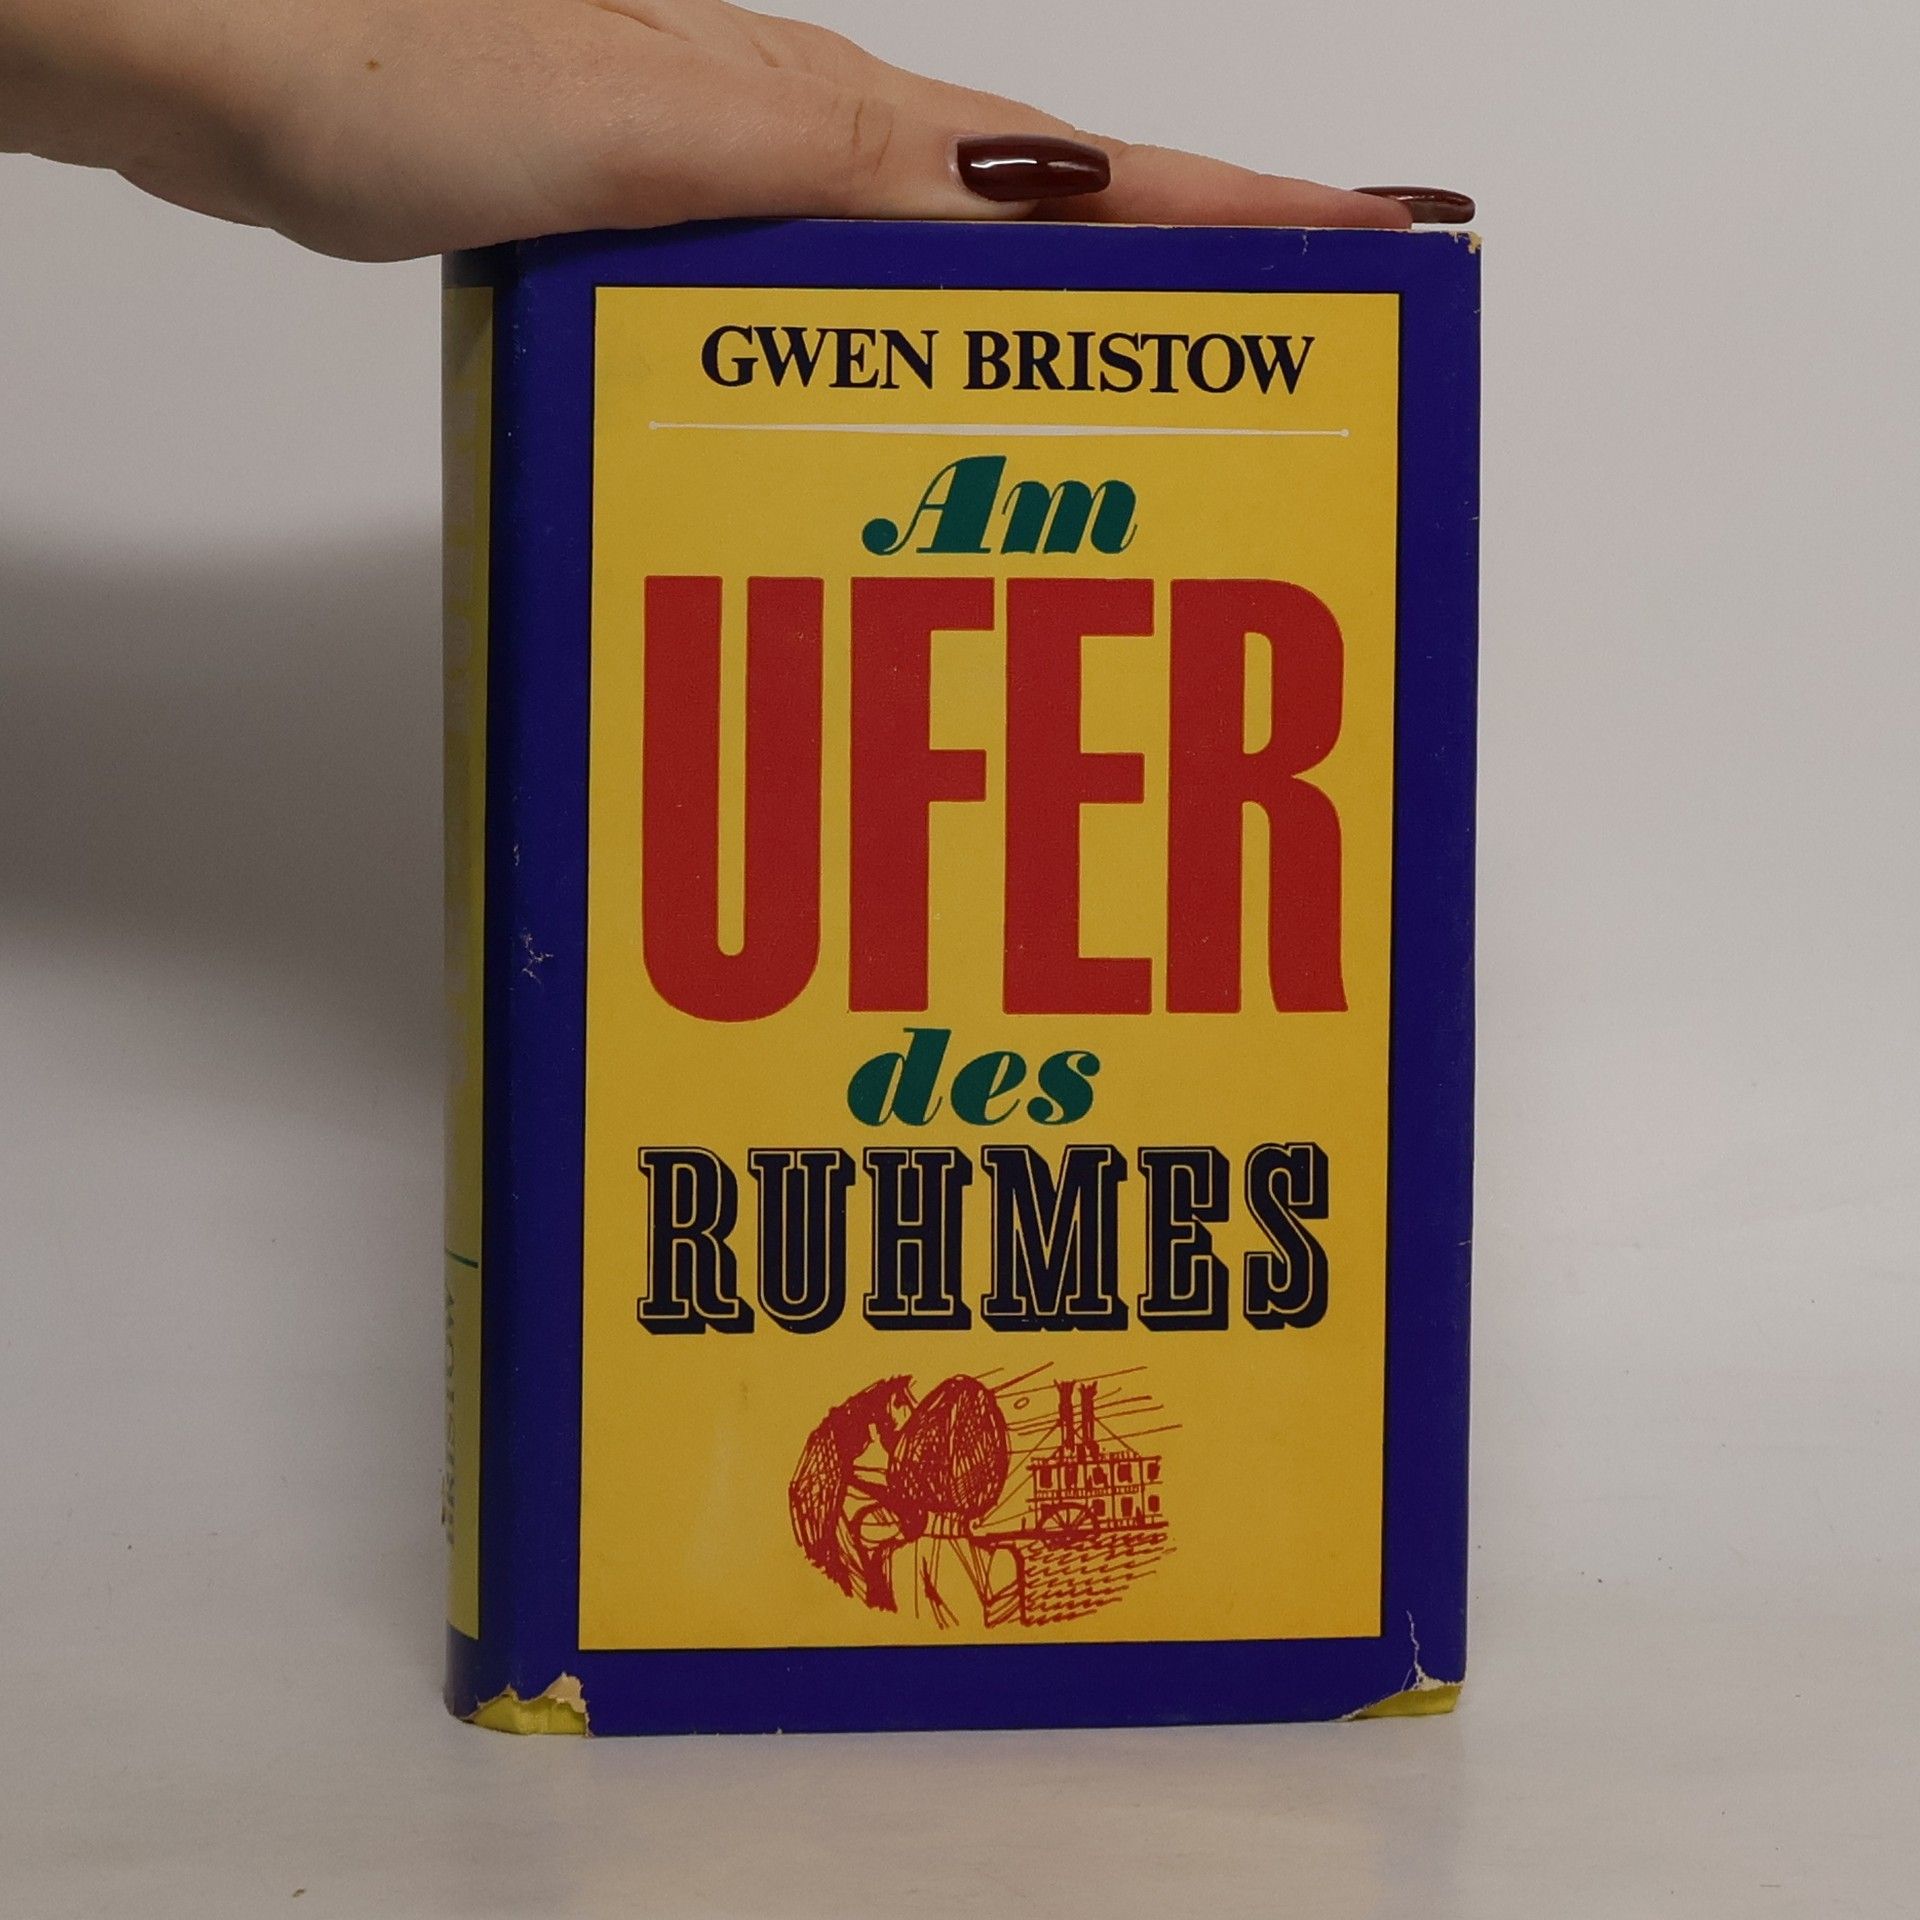 GWEN BRISTOW
Am
UFER
des
RUHMES